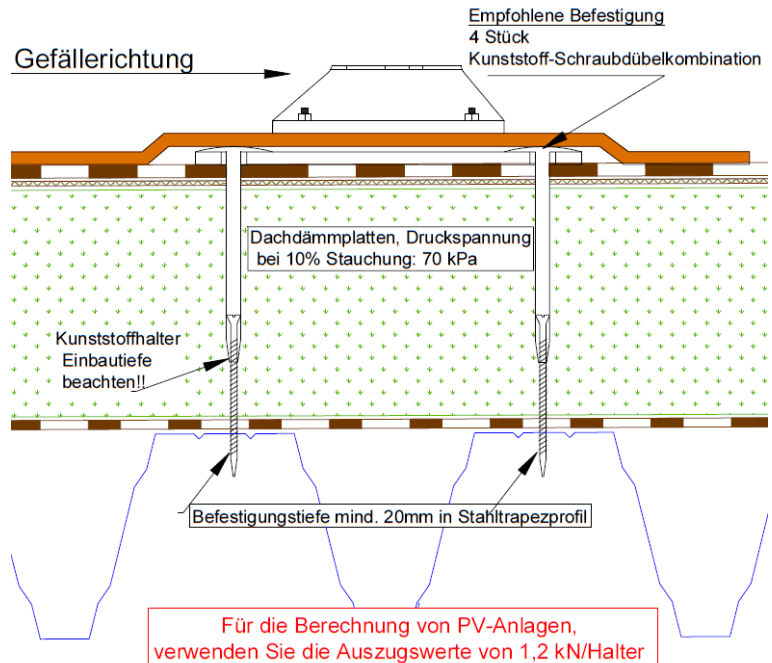 Empfohlene Befestigung
4 Stück
Kunststoff-Schraubdübelkombination
Gefällerichtung
Dachdämmplatten, Druckspannung
bei 10% Stauchung: 70 kPa
Kunststoffhalter
Einbautiefe
beachten!!
Befestigungstiefe mind. 20mm in Stahltrapezprofil
Für die Berechnung von PV-Anlagen,
verwenden Sie die Auszugswerte von 1,2 kN/Halter